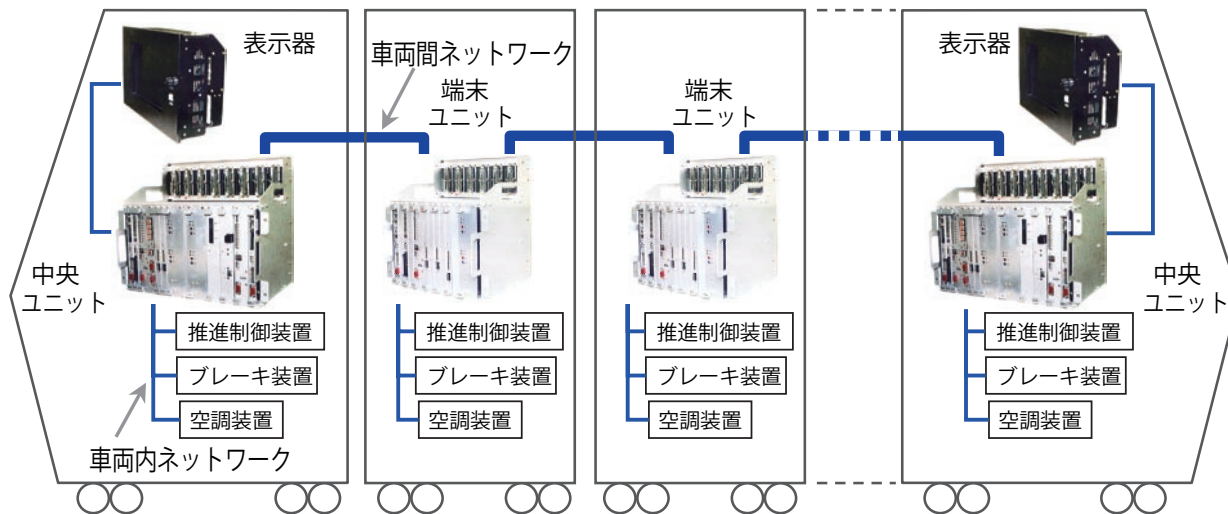 表示器
車両間ネットワーク
端末
ユニット
端末
ユニット
表示器
中央
ユニット
中央
ユニット
推進制御装置
ブレーキ装置
空調装置
推進制御装置
ブレーキ装置
空調装置
推進制御装置
ブレーキ装置
空調装置
推進制御装置
ブレーキ装置
空調装置
車両内ネットワーク